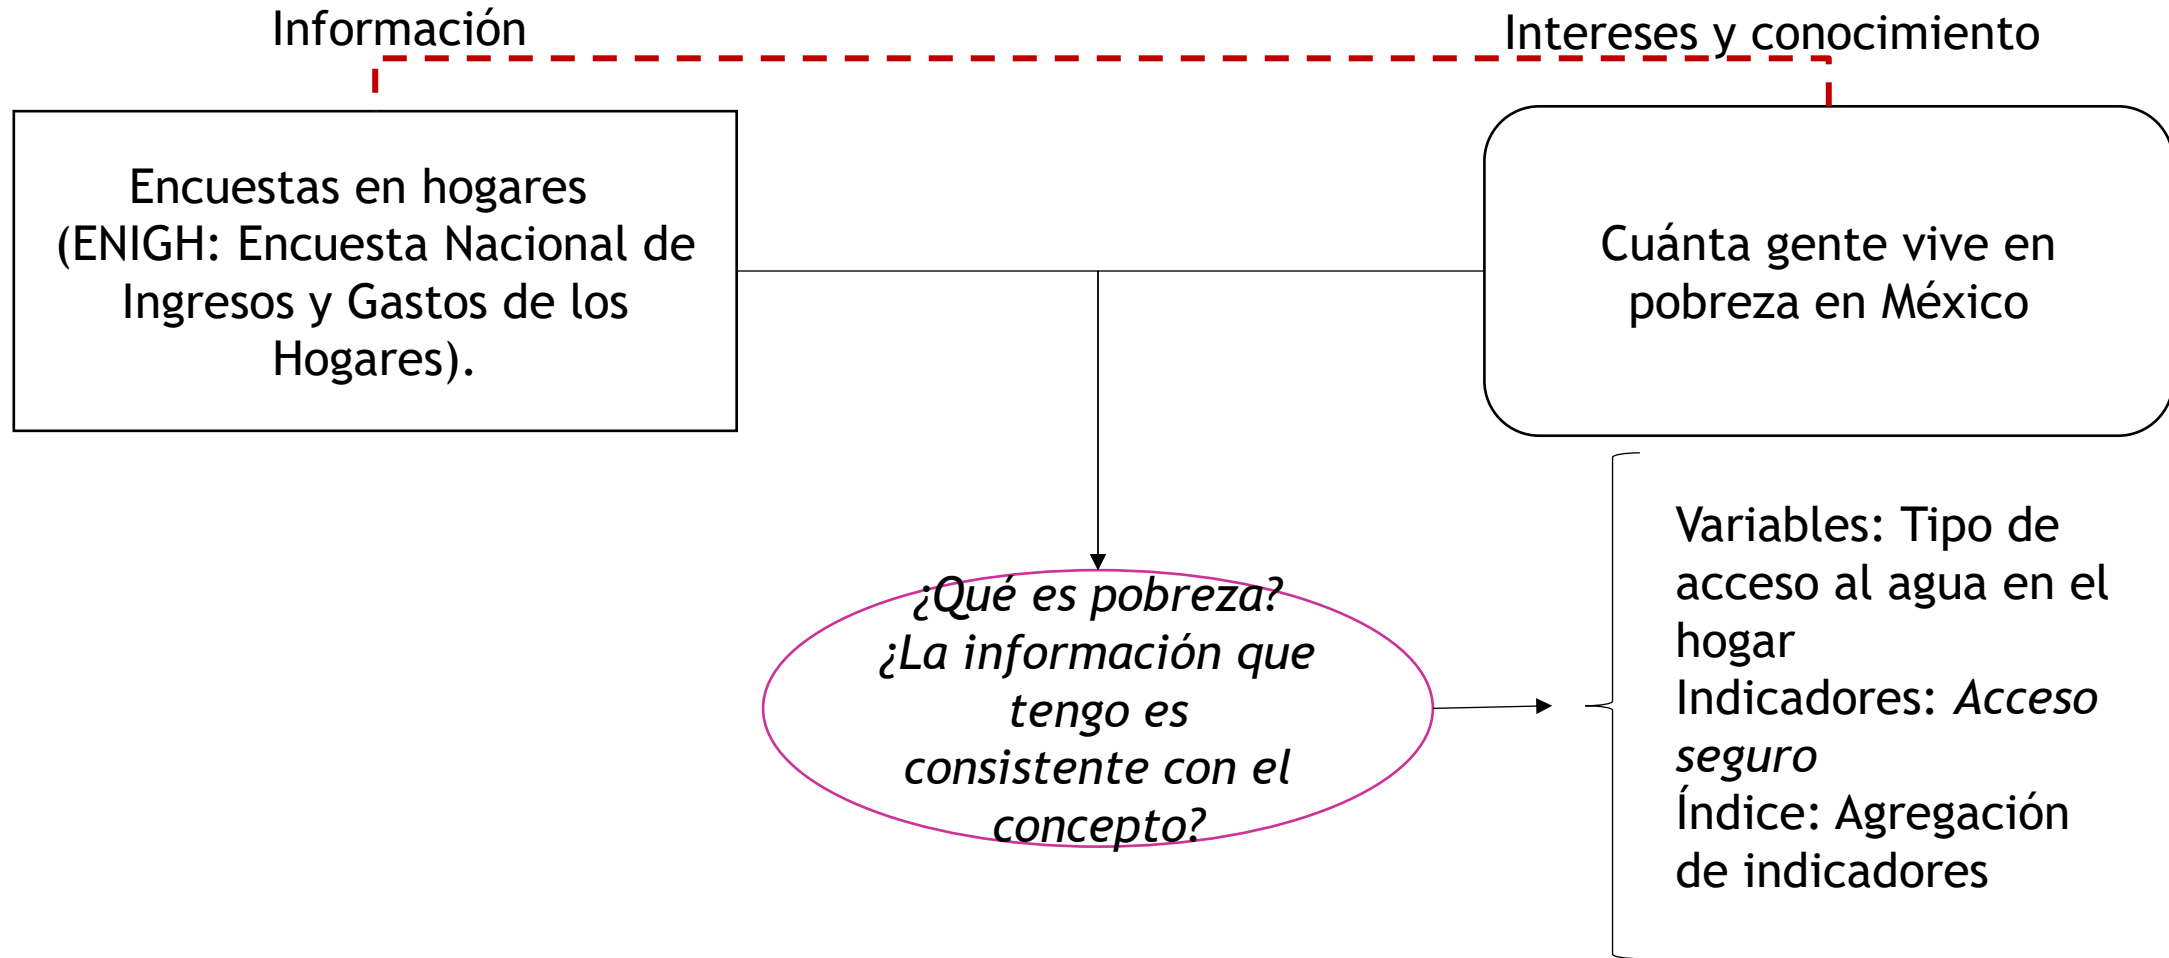 Información
Intereses y conocimiento
Encuestas en hogares
(ENIGH: Encuesta Nacional de
Ingresos y Gastos de los
Hogares).
Cuánta gente vive en
pobreza en México
¿Qué es pobreza?
¿La información que
tengo es
consistente con el
concepto?
Variables: Tipo de
acceso al agua en el
hogar
Indicadores: Acceso
seguro
Índice: Agregación
de indicadores